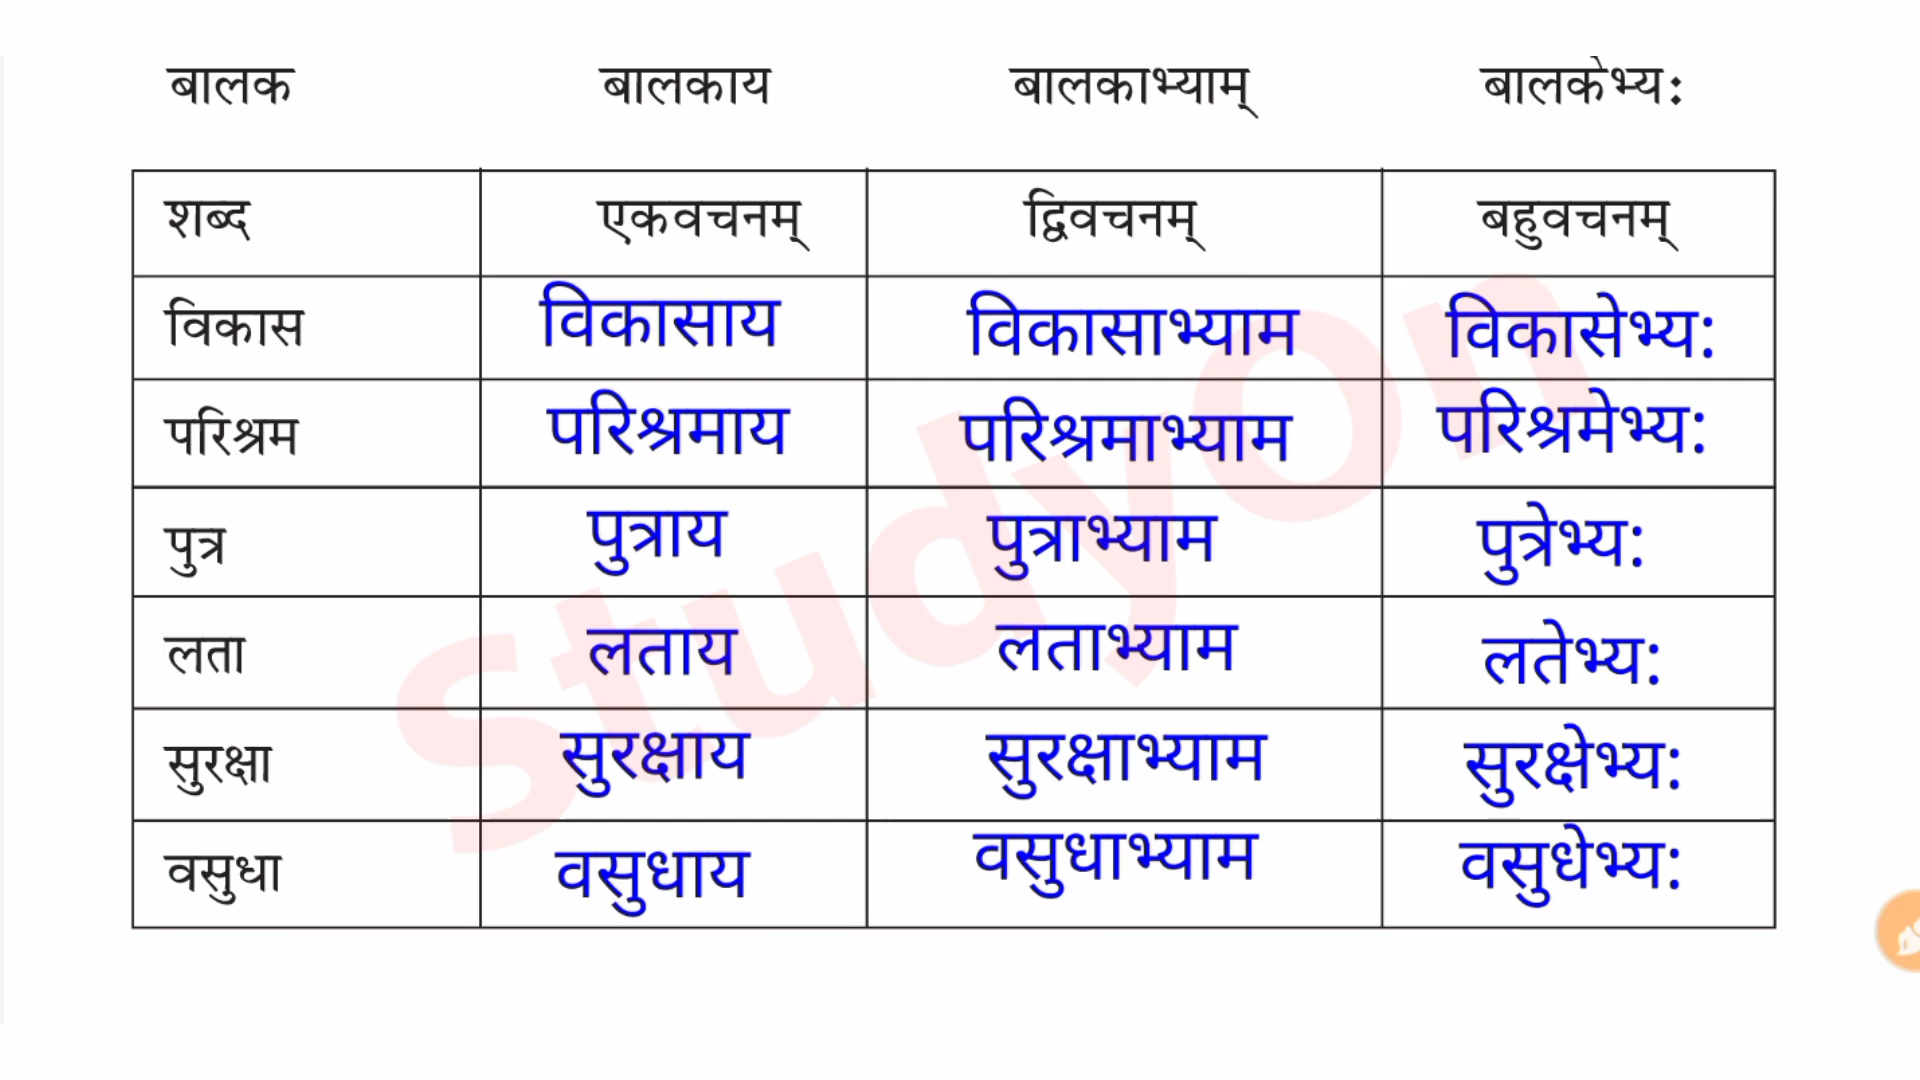 बालक बालकाय बालकाभ्याम् बालकेभ्य:
शब्द एकवचनम् द्विवचनम् बहुवचनम्
विकास विकासाय विकासाभ्याम विकासेभ्य:
परिश्रम परिश्रमाय परिश्रमाभ्याम परिश्रमेभ्य:
पुत्र पुत्राय पुत्राभ्याम पुत्रेभ्य:
लता लताय लताभ्याम लतेभ्य:
सुरक्षा सुरक्षाय सुरक्षाभ्याम सुरक्षेभ्य:
वसुधा वसुधाय वसुधाभ्याम वसुधेभ्य:
studyon